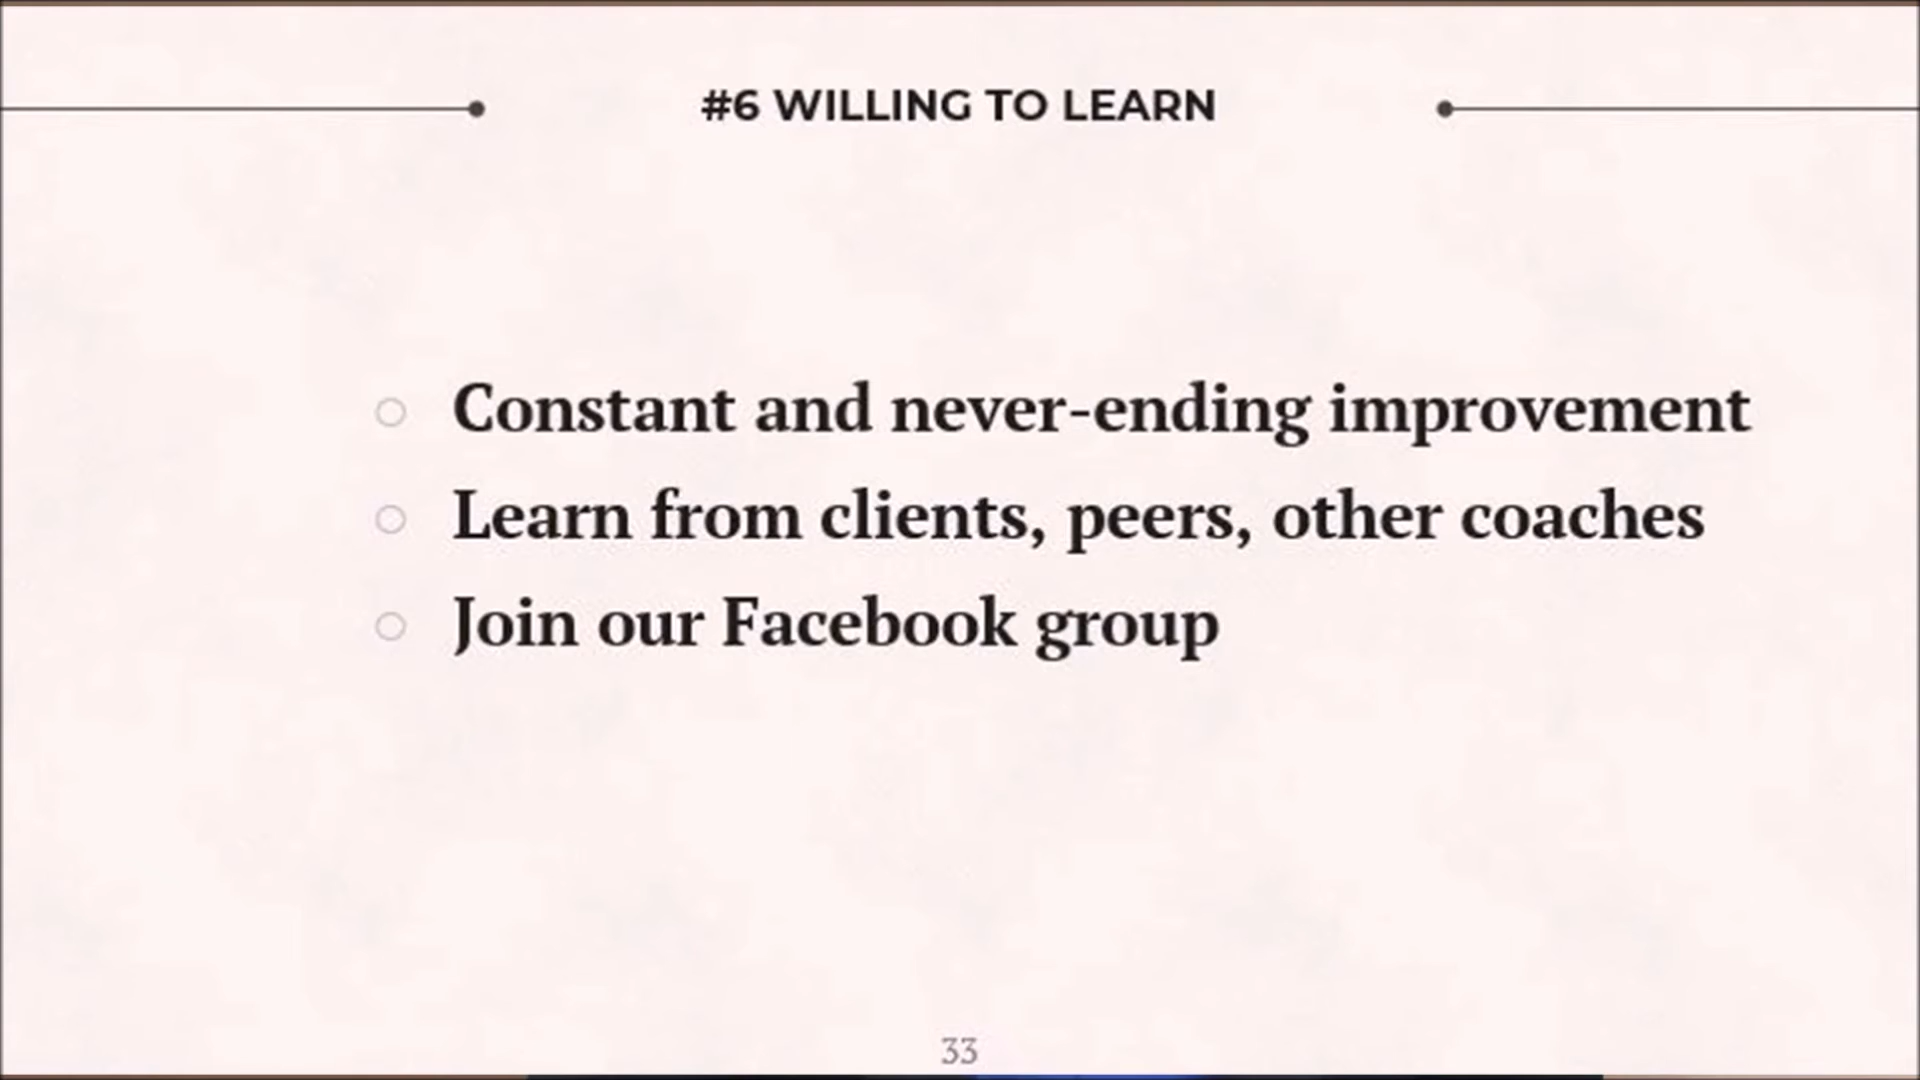 #6 WILLING TO LEARN
Constant and never-ending improvement
Learn from clients, peers, other coaches
Join our Facebook group
33